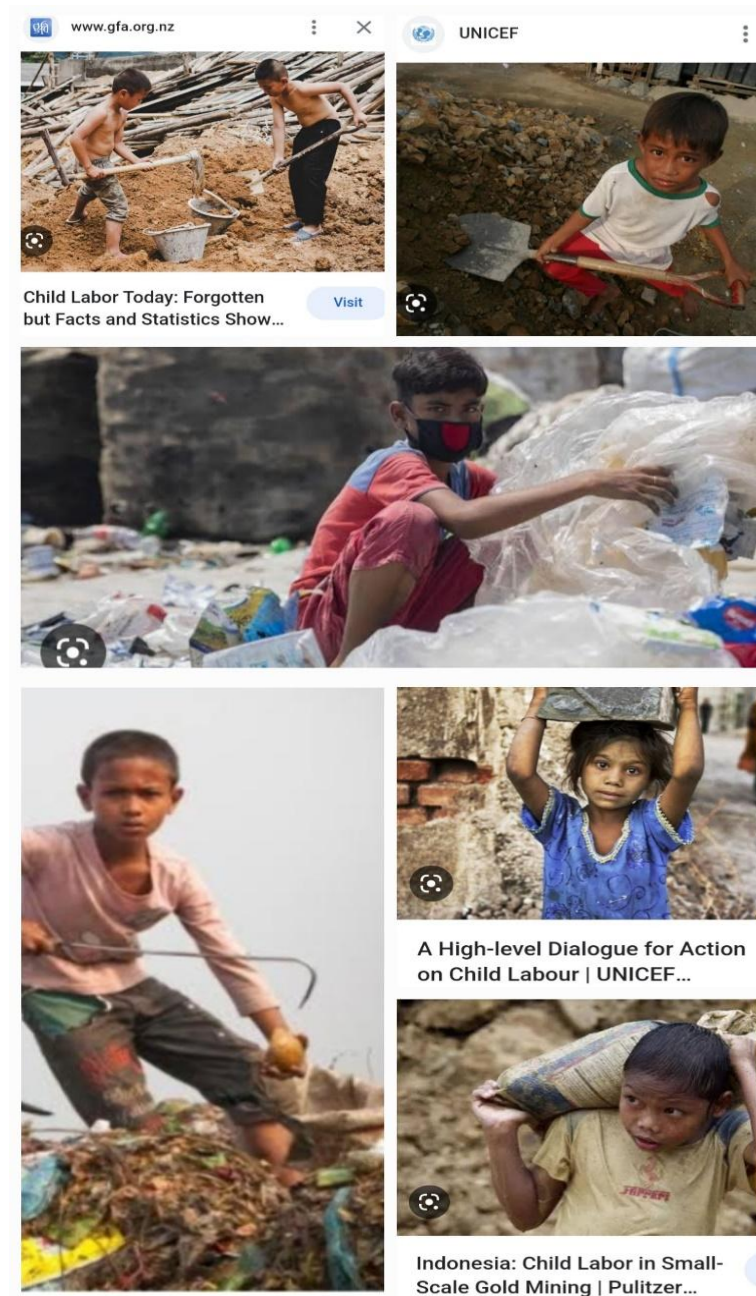 gfa
www.gfa.org.nz
UNICEF
Child Labor Today: Forgotten
but Facts and Statistics Show...
Visit
A High-level Dialogue for Action
on Child Labour | UNICEF...
Indonesia: Child Labor in Small-
Scale Gold Mining | Pulitzer...